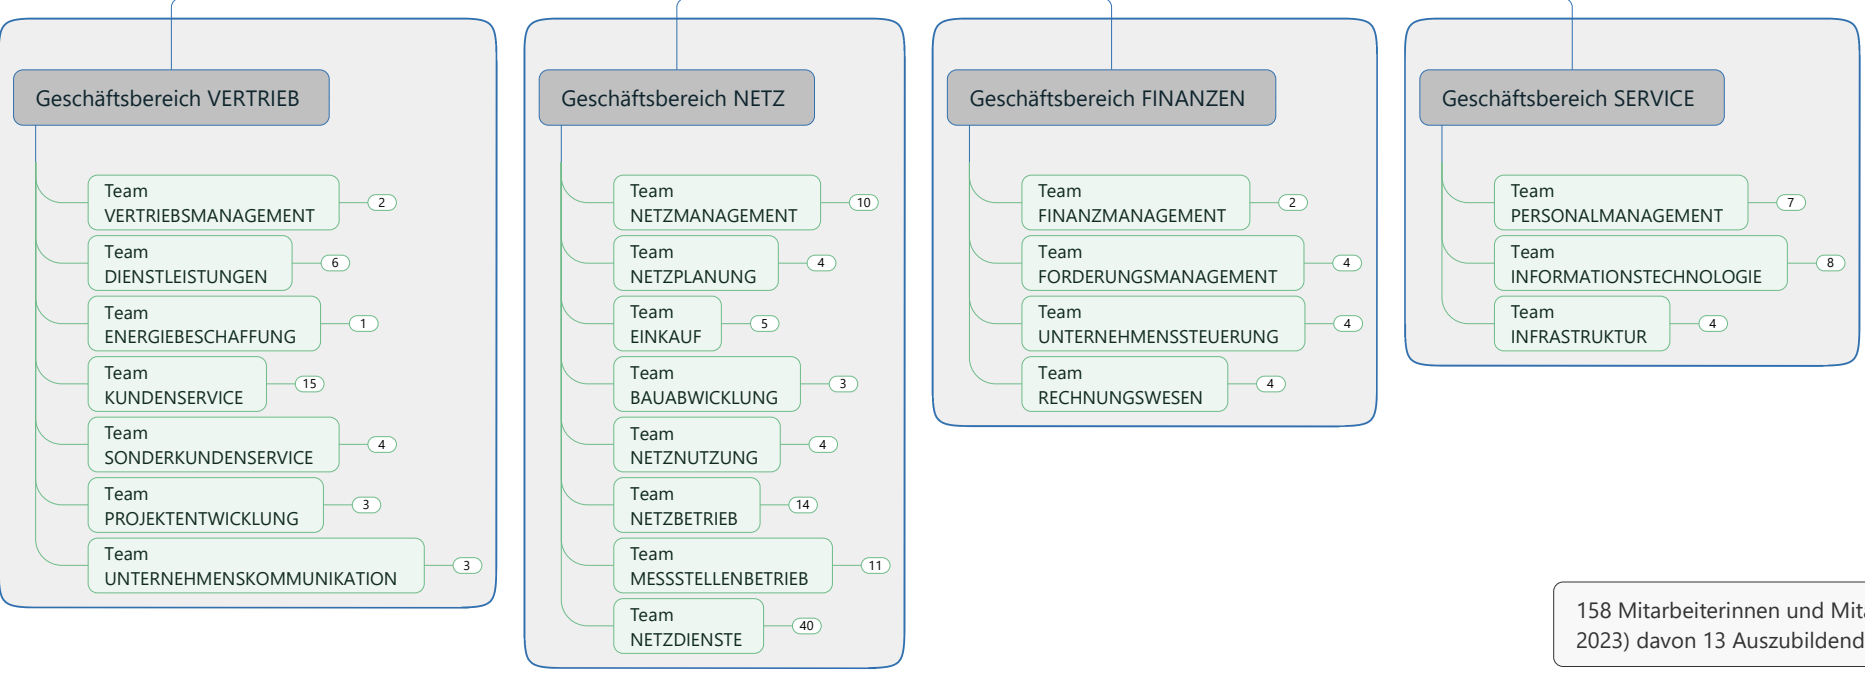 Geschäftsbereich VERTRIEB
Team
VERTRIEBSMANAGEMENT
2
Team
DIENSTLEISTUNGEN
6
Team
ENERGIEBESCHAFFUNG
1
Team
KUNDENSERVICE
15
Team
SONDERKUNDENSERVICE
4
Team
PROJEKTENTWICKLUNG
3
Team
UNTERNEHMENSKOMMUNIKATION
3
Geschäftsbereich NETZ
Team
NETZMANAGEMENT
10
Team
NETZPLANUNG
4
Team
EINKAUF
5
Team
BAUABWICKLUNG
3
Team
NETZNUTZUNG
4
Team
NETZBETRIEB
14
Team
MESSSTELLENBETRIEB
11
Team
NETZDIENSTE
40
Geschäftsbereich FINANZEN
Team
FINANZMANAGEMENT
2
Team
FORDERUNGSMANAGEMENT
4
Team
UNTERNEHMENSSTEUERUNG
4
Team
RECHNUNGSWESEN
4
Geschäftsbereich SERVICE
Team
PERSONALMANAGEMENT
7
Team
INFORMATIONSTECHNOLOGIE
8
Team
INFRASTRUKTUR
4
158 Mitarbeiterinnen und
2023) davon 13